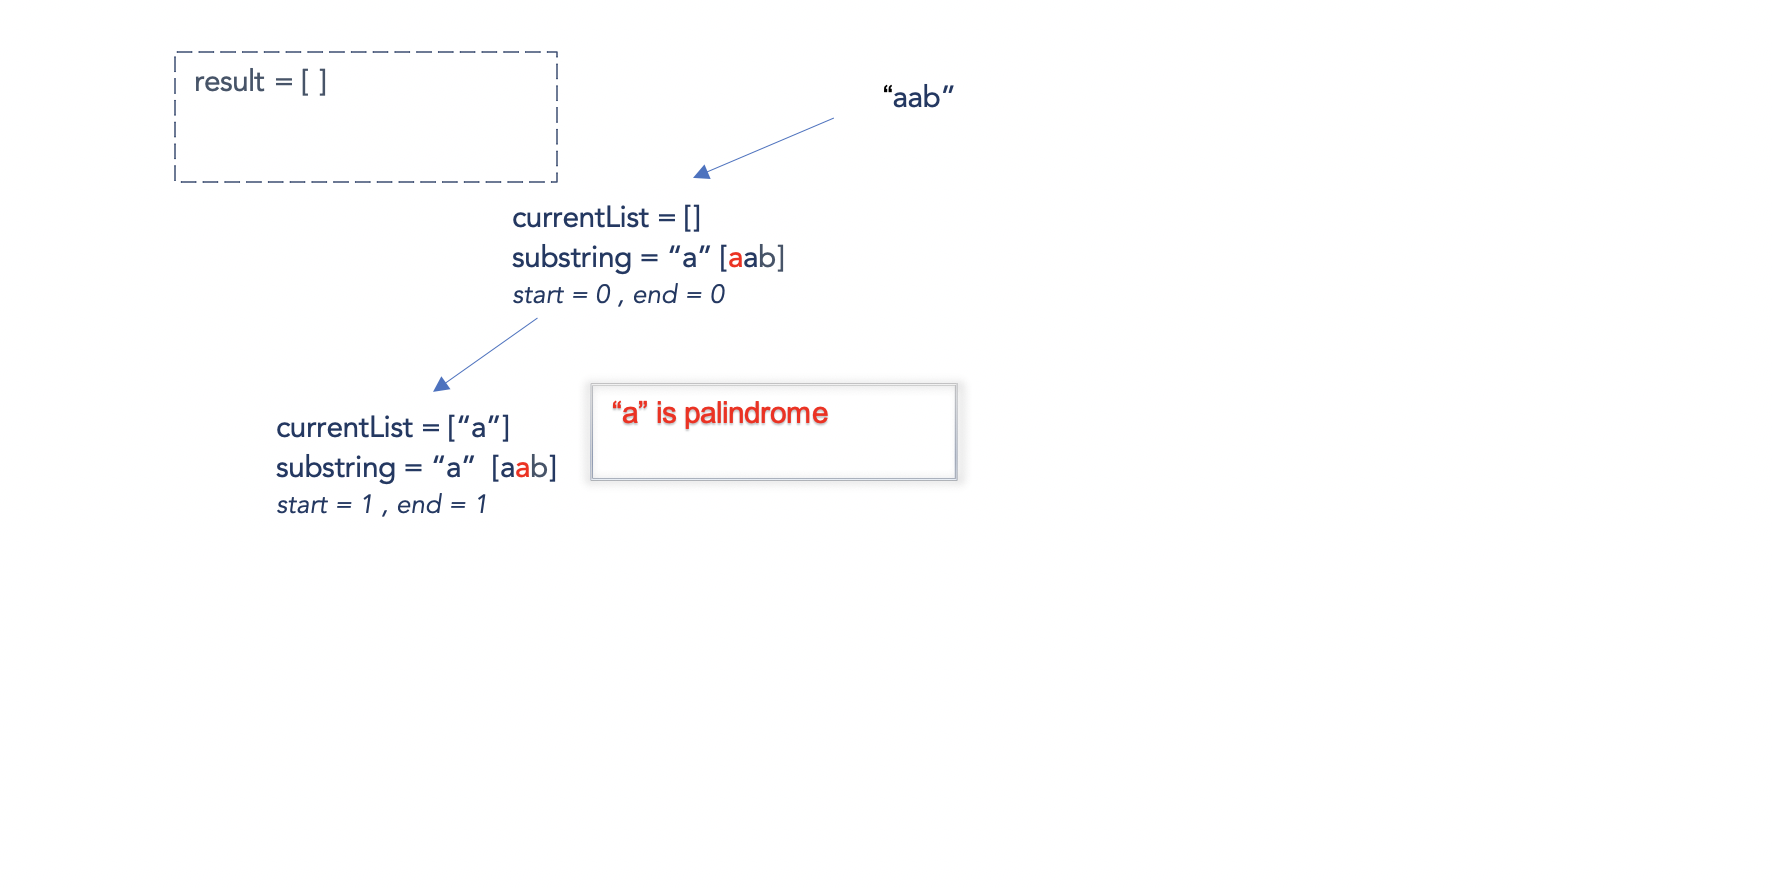 result = [ ]
“aab”
currentList = []
substring = “a” [aab]
start = 0 , end = 0
currentList = [“a”]
substring = “a”  [aab]
start = 1 , end = 1
“a” is palindrome